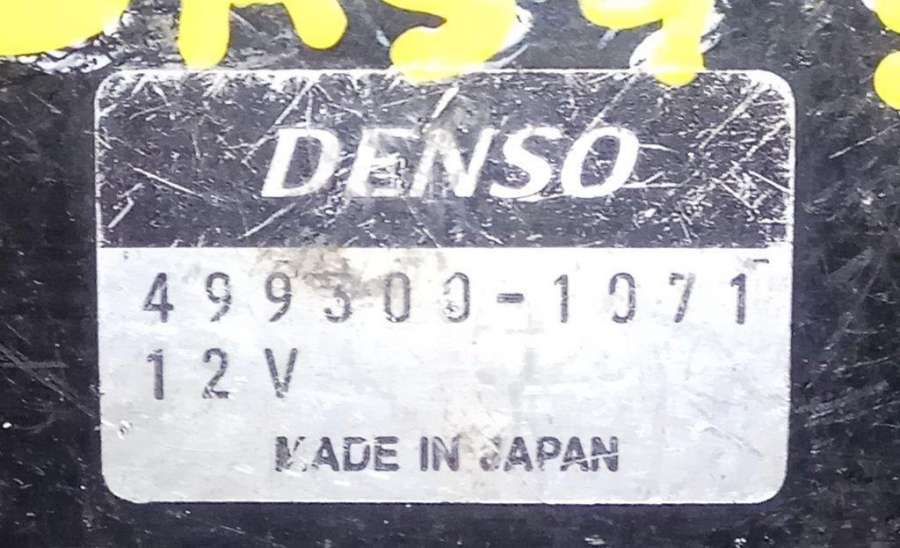 DENSO
499300-1071
12V
MADE IN JAPAN